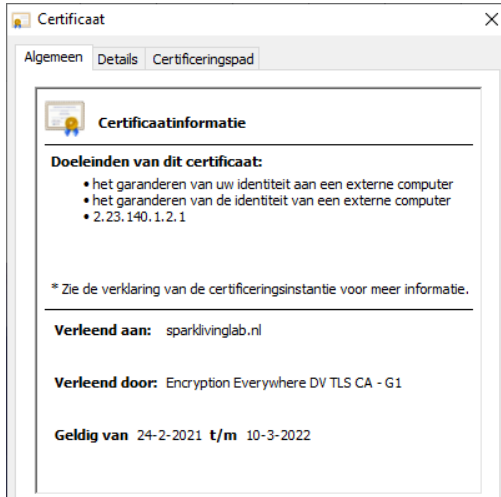 Certificaat
Algemeen Details Certificeringspad
Certificaatinformatie
Doeleinden van dit certificaat:
• het garanderen van uw identiteit aan een externe computer
• het garanderen van de identiteit van een externe computer
• 2.23.140.1.2.1
* Zie de verklaring van de certificeringsinstantie voor meer informatie.
Verleend aan: sparklivinglab.nl
Verleend door: Encryption Everywhere DV TLS CA - G1
Geldig van 24-2-2021 t/m 10-3-2022